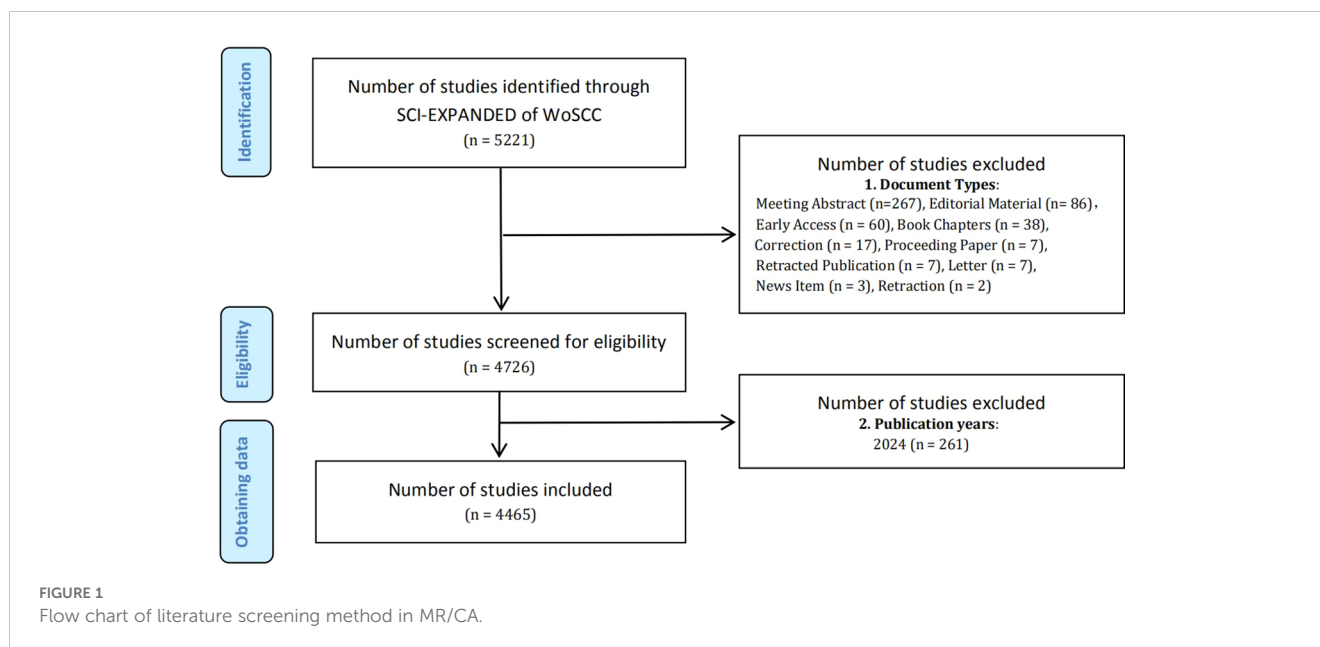 Identification
Number of studies identified through
SCI-EXPANDED of WoSCC
(n = 5221)
Number of studies excluded
1. Document Types:
Meeting Abstract (n=267), Editorial Material (n= 86),
Early Access (n = 60), Book Chapters (n = 38),
Correction (n = 17), Proceeding Paper (n = 7),
Retracted Publication (n = 7), Letter (n = 7),
News Item (n = 3), Retraction (n = 2)
Eligibility
Number of studies screened for eligibility
(n = 4726)
Number of studies excluded
2. Publication years:
2024 (n = 261)
Obtaining data
Number of studies included
(n = 4465)
FIGURE 1
Flow chart of literature screening method in MR/CA.